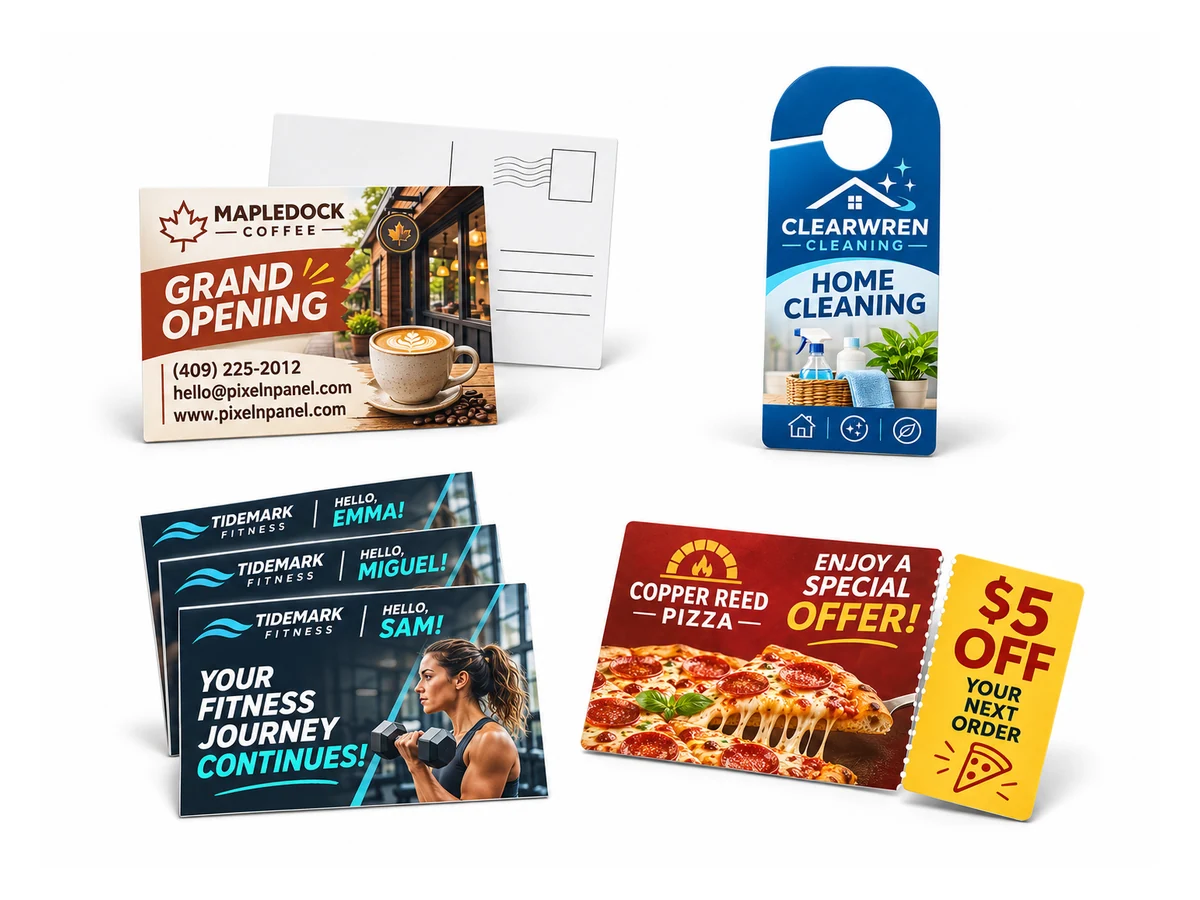 MAPLEDOCK
COFFEE
GRAND
OPENING
(409) 225-2012
hello@pixelnpanel.com
www.pixelnpanel.com
CLEARWREN
CLEANING
HOME
CLEANING
TIDEMARK
FITNESS
HELLO,
EMMA!
TIDEMARK
FITNESS
HELLO,
MIGUEL!
TIDEMARK
FITNESS
HELLO,
SAM!
YOUR
FITNESS
JOURNEY
CONTINUES!
COPPER REED
PIZZA
ENJOY A
SPECIAL
OFFER!
$5
OFF
YOUR
NEXT
ORDER